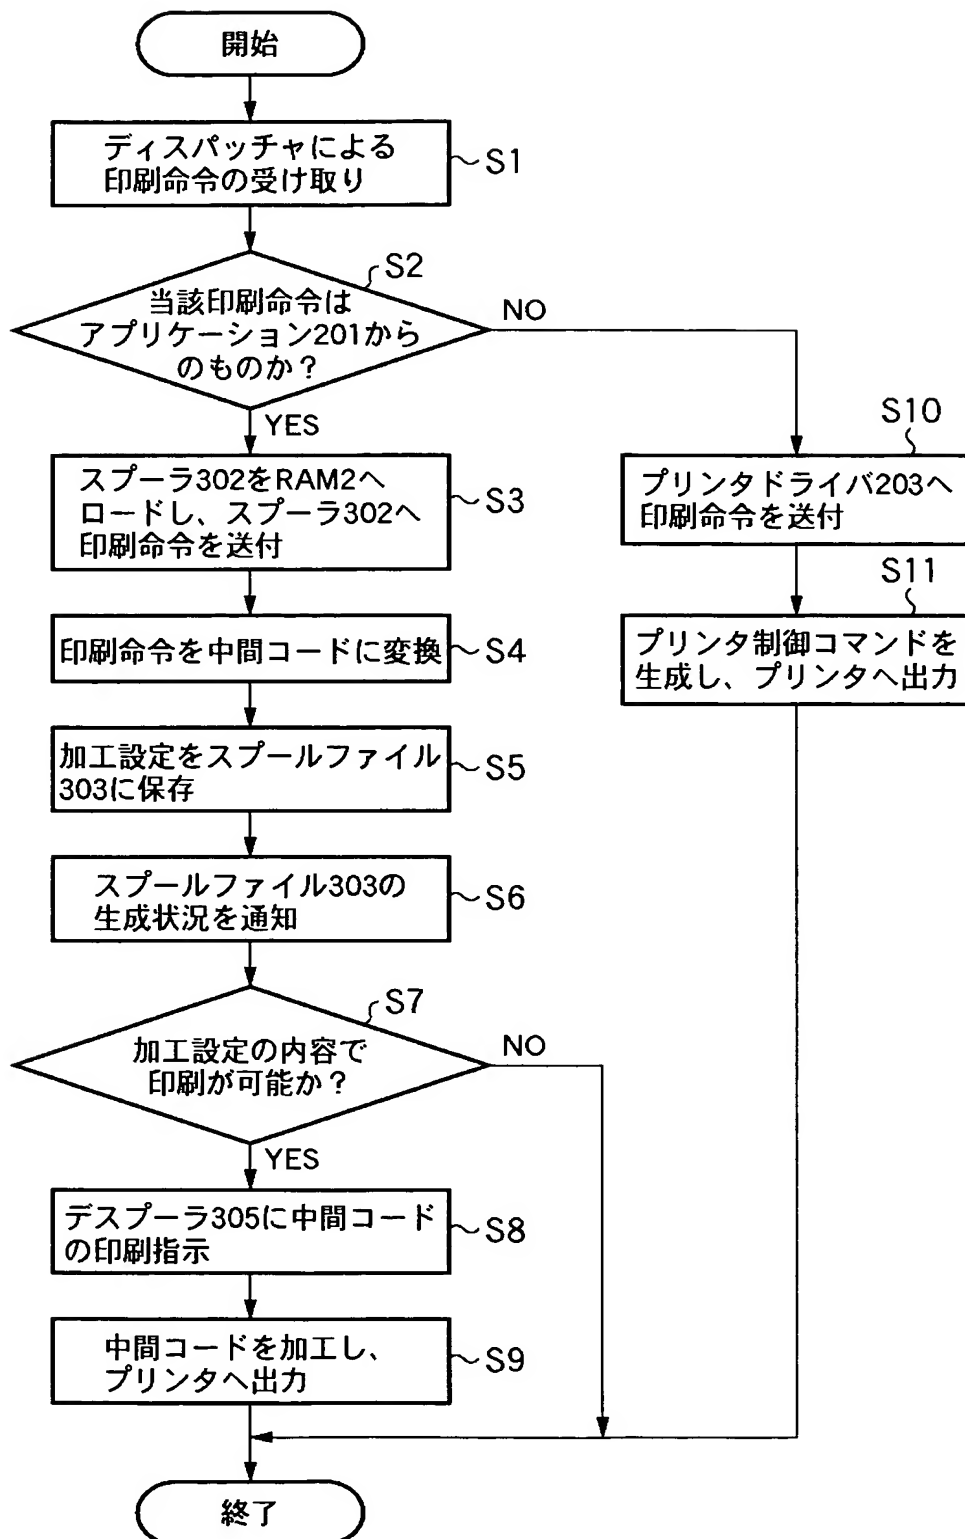 開始
ディスパッチャによる
印刷命令の受け取り
S1
S2
当該印刷命令は
アプリケーション201から
のものか？
NO
YES
スプーラ302をRAM2へ
ロードし、スプーラ302へ
印刷命令を送付
S3
S10
プリンタドライバ203へ
印刷命令を送付
印刷命令を中間コードに変換
S4
S11
プリンタ制御コマンドを
生成し、プリンタへ出力
加工設定をスプールファイル
303に保存
S5
スプールファイル303の
生成状況を通知
S6
S7
加工設定の内容で
印刷が可能か？
NO
YES
デスプーラ305に中間コード
の印刷指示
S8
中間コードを加工し、
プリンタへ出力
S9
終了